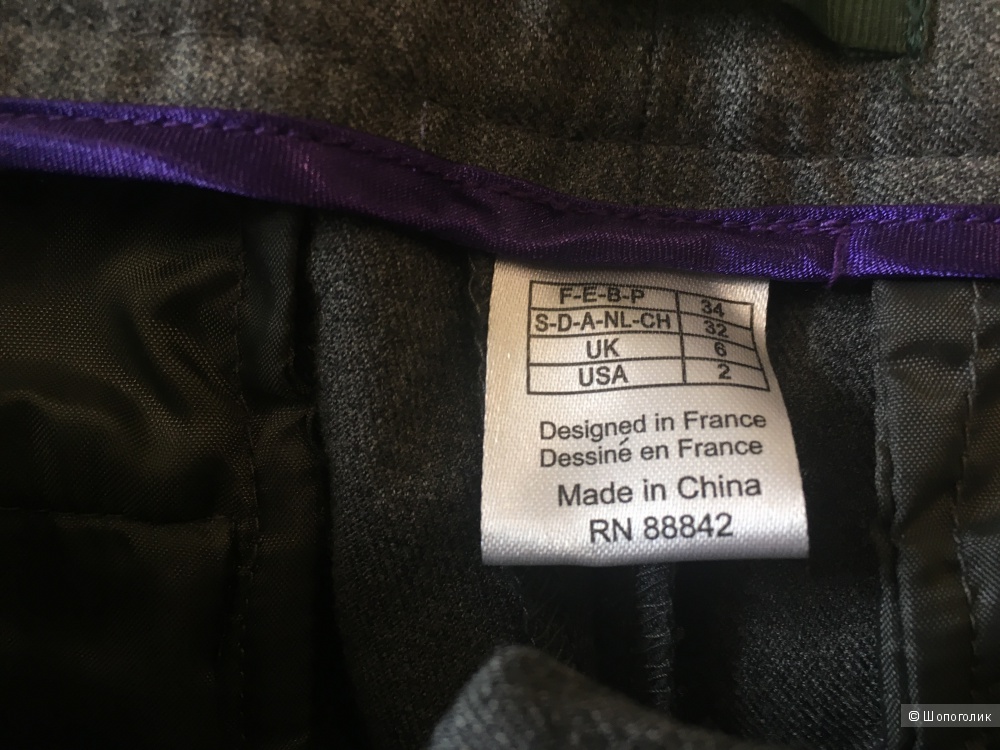 F-E-B-P 34
S-D-A-NL-CH 32
UK 6
USA 2
Designed in France
Dessiné en France
Made in China
RN 88842
© Шопоголик